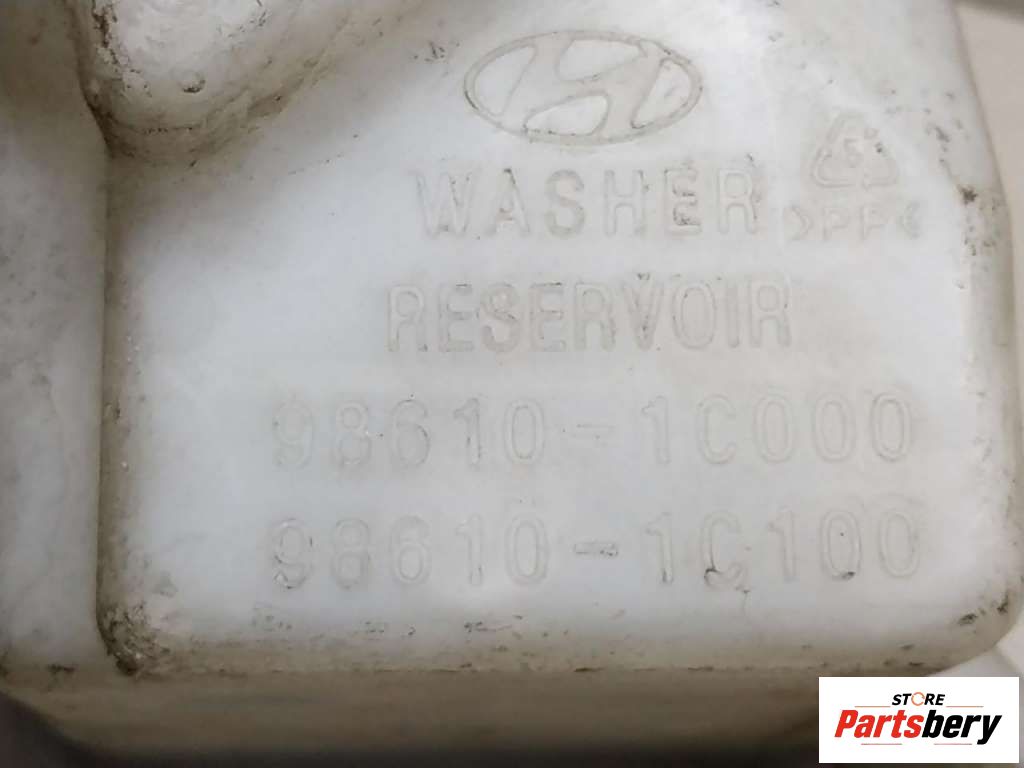 WASHER
>PP<
RESERVOIR
98610-1C000
98610-1C100
STORE
Partsbery